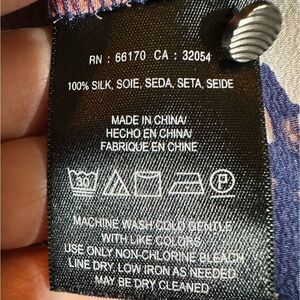 RN : 66170 CA : 32054
100% SILK, SOIE, SEDA, SETA, SEIDE
MADE IN CHINA/
HECHO EN CHINA/
FABRIQUE EN CHINE
30
P
MACHINE WASH COLD GENTLE
WITH LIKE COLORS
USE ONLY NON-CHLORINE BLEACH
LINE DRY, LOW IRON AS NEEDED
MAY BE DRY CLEANED